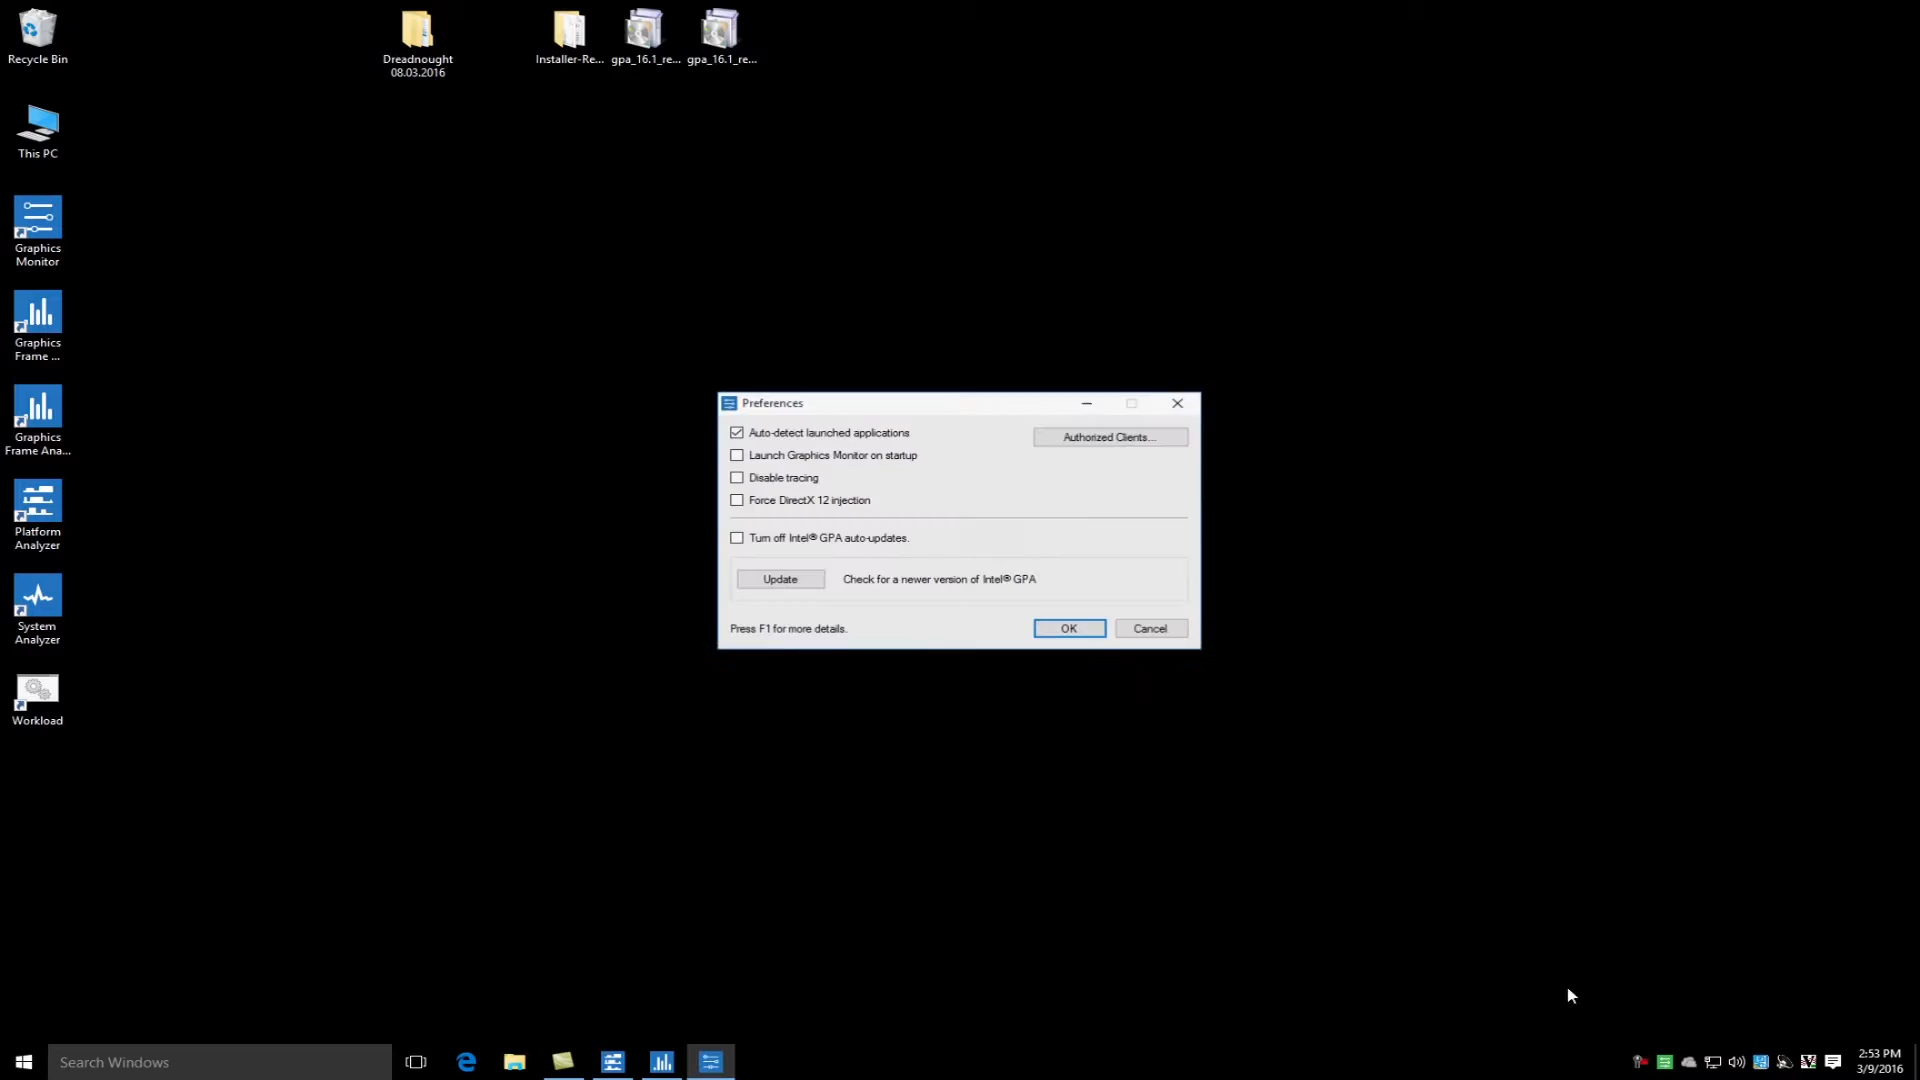 Recycle Bin
Dreadnought
08.03.2016
Installer-Re...
gpa_16.1_re...
gpa_16.1_re...
This PC
Graphics
Monitor
Graphics
Frame ...
Graphics
Frame Ana...
Platform
Analyzer
System
Analyzer
Workload
Preferences
Auto-detect launched applications
Authorized Clients...
Launch Graphics Monitor on startup
Disable tracing
Force DirectX 12 injection
Turn off Intel® GPA auto-updates.
Update
Check for a newer version of Intel® GPA
Press F1 for more details.
OK
Cancel
Search Windows
2:53 PM
3/9/2016